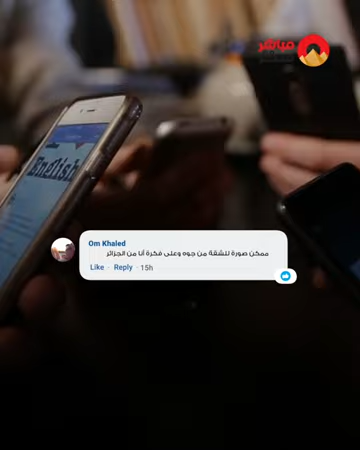 مباشر
English
Om Khaled
ممكن صورة للشقة من جوه وعلى فكرة أنا من الجزائر
Like · Reply · 15h